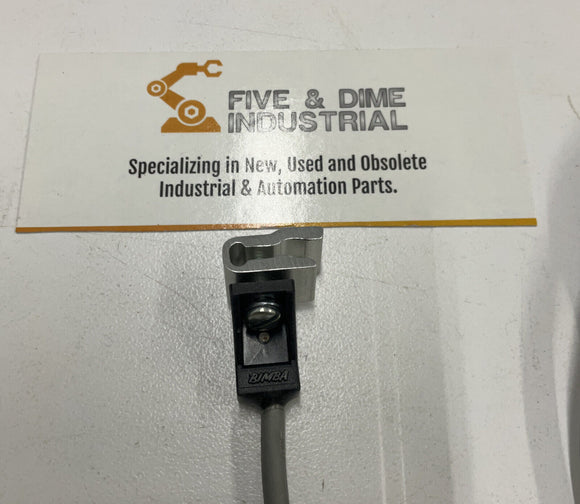 FIVE & DIME
INDUSTRIAL
Specializing in New, Used and Obsolete
Industrial & Automation Parts.
BIMBA